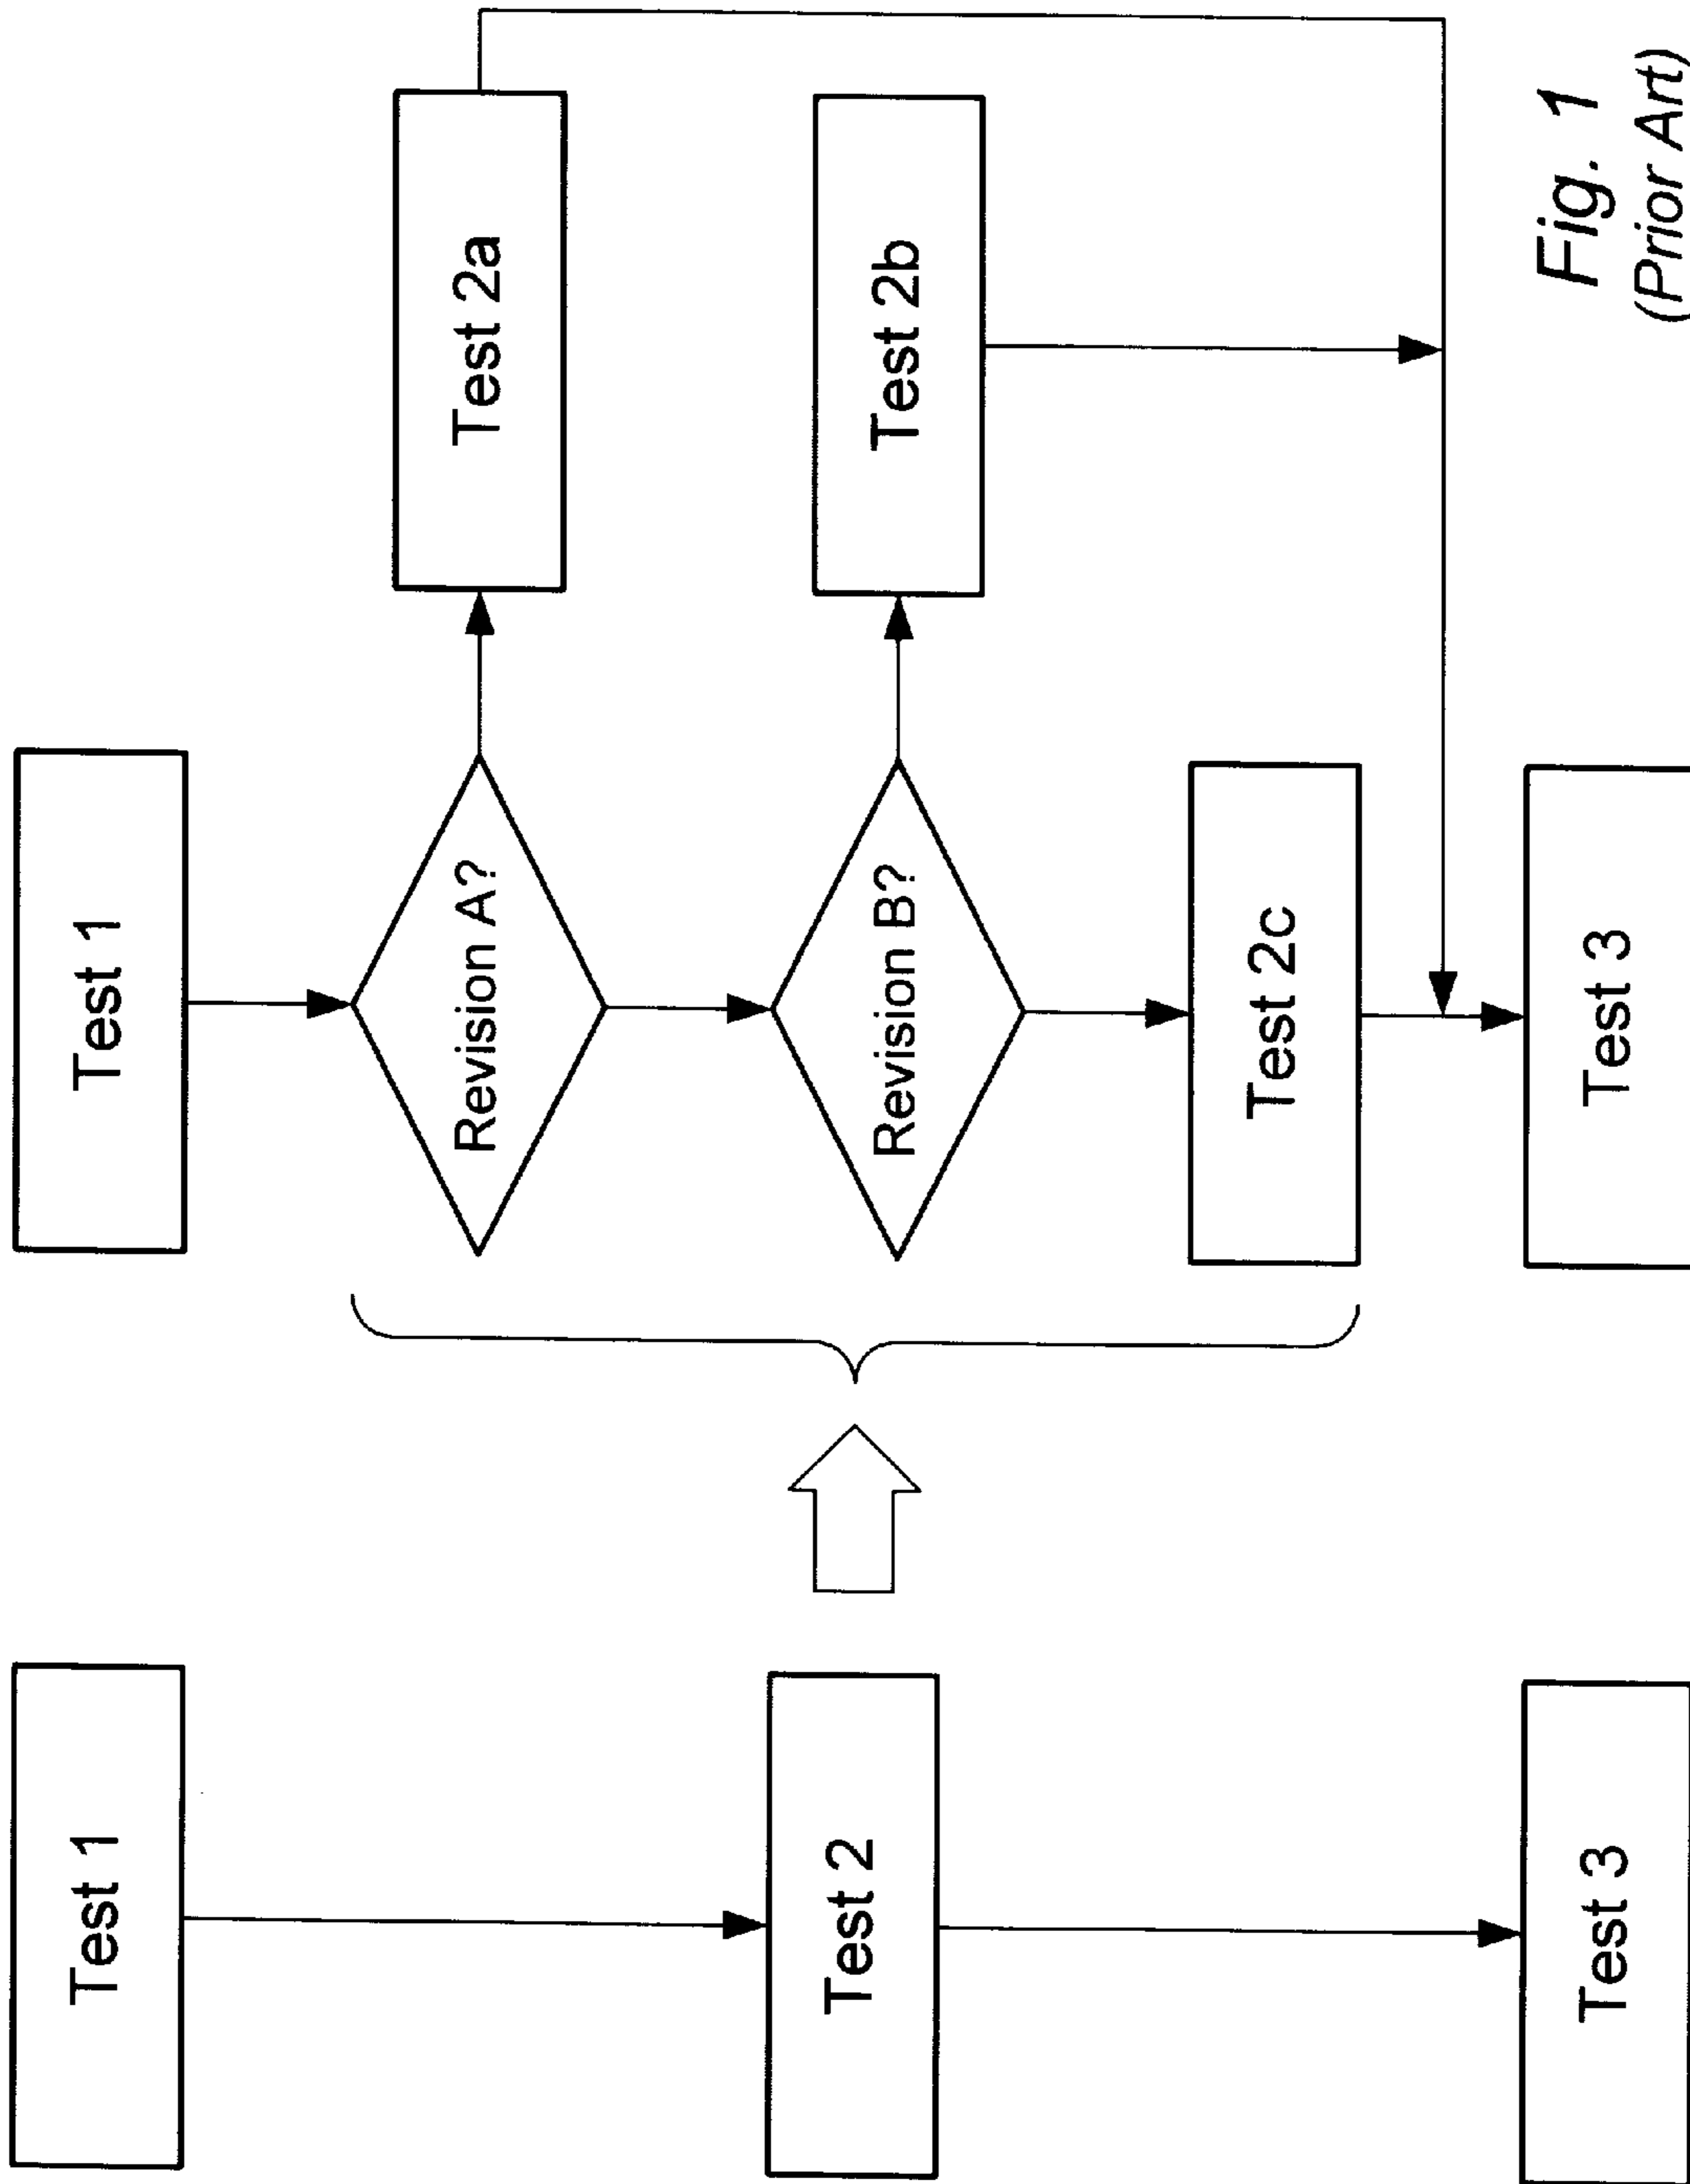 Test 1
Test 2
Test 3
Test 1
Revision A?
Test 2a
Revision B?
Test 2b
Test 2c
Test 3
Fig. 1
(Prior Art)